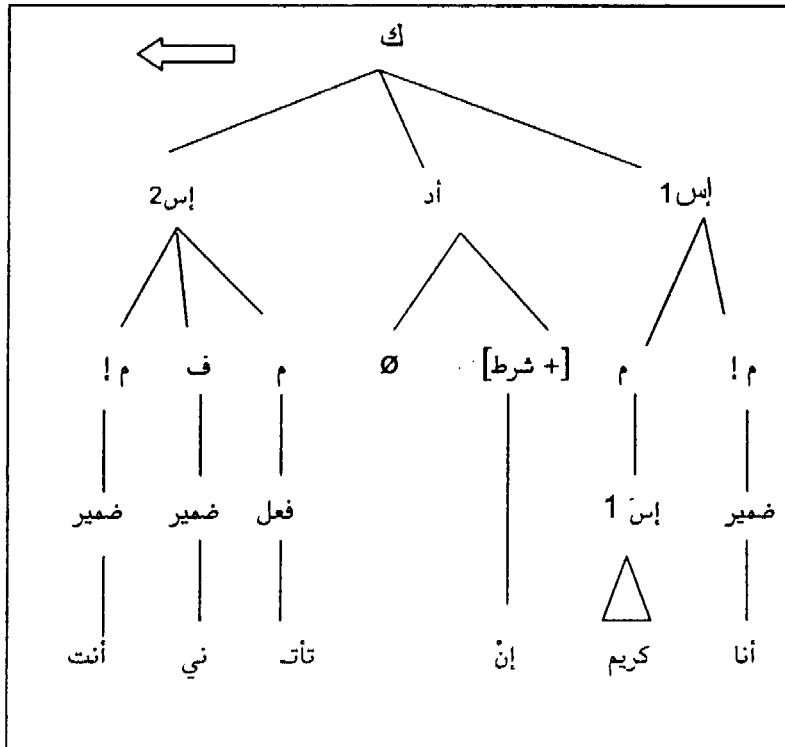 ك
إس1 أد إس2
م ! م [+ شرط] Ø م ف م !
ضمير إسَ 1 فعل ضمير ضمير
أنا كريم إنْ تأتـ ني أنت